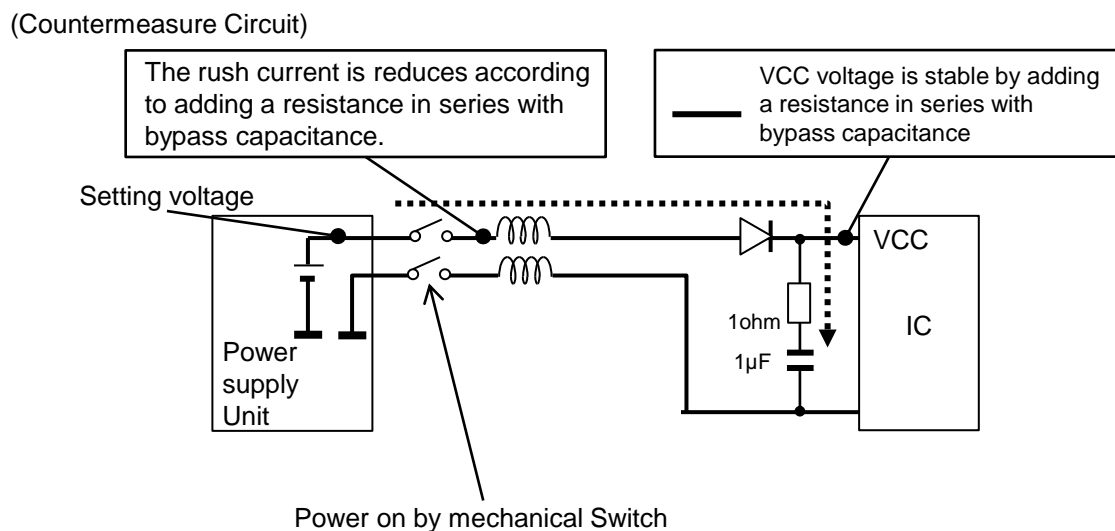 (Countermeasure Circuit)
The rush current is reduces according
to adding a resistance in series with
bypass capacitance.
VCC voltage is stable by adding
a resistance in series with
bypass capacitance
Setting voltage
VCC
IC
1ohm
1µF
Power
supply
Unit
Power on by mechanical Switch